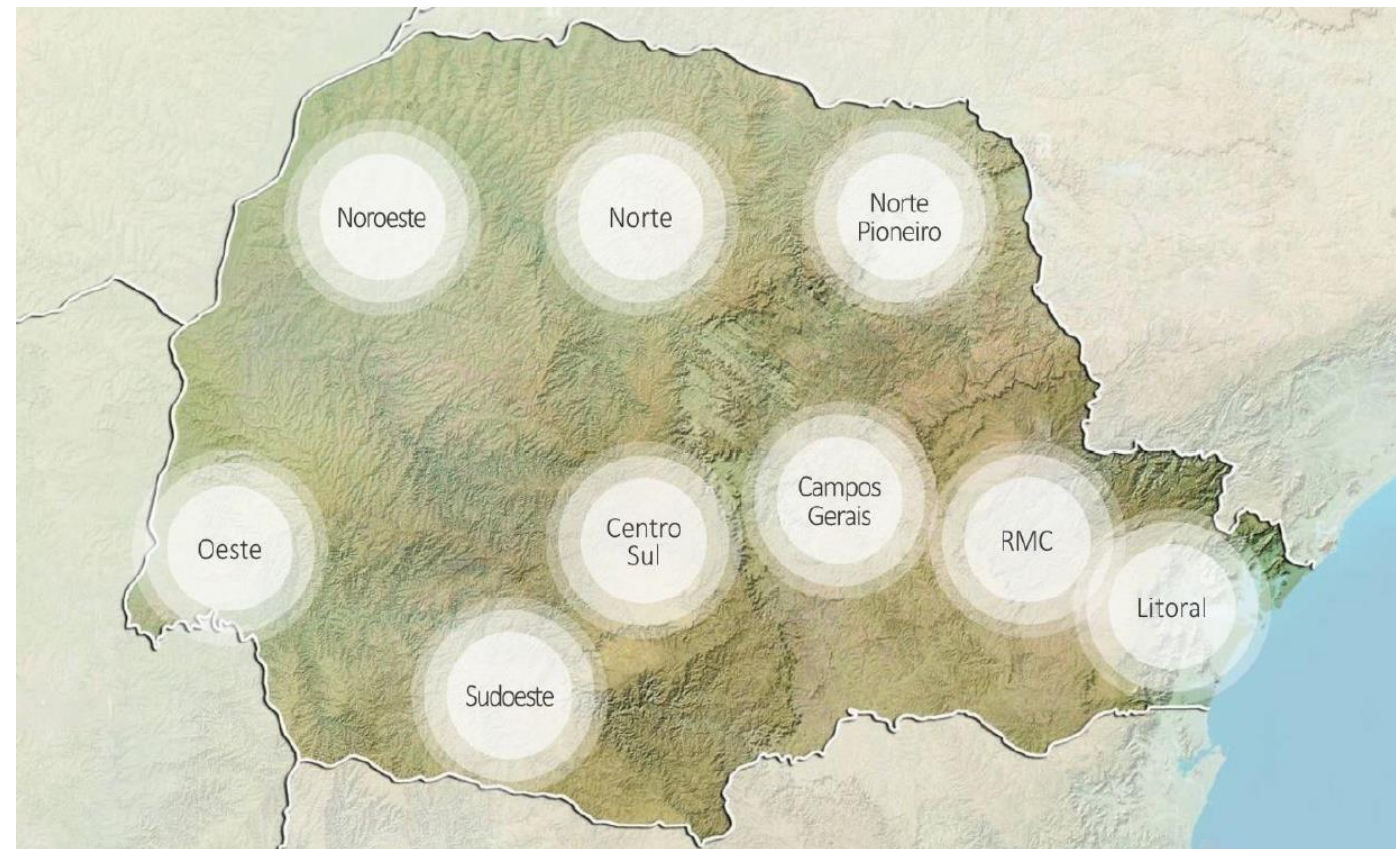 Noroeste
Norte
Norte
Pioneiro
Campos
Gerais
Centro
Sul
RMC
Oeste
Litoral
Sudoeste